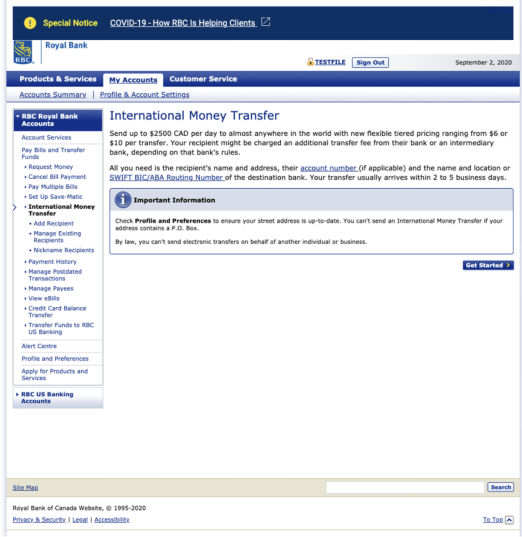 ! Special Notice COVID-19 - How RBC Is Helping Clients
Royal Bank
RBC
TESTFILE Sign Out September 2, 2020
Products & Services My Accounts Customer Service
Accounts Summary | Profile & Account Settings
RBC Royal Bank
Accounts
Account Services
Pay Bills and Transfer
Funds
Request Money
Cancel Bill Payment
Pay Multiple Bills
Set Up Save-Matic
International Money
Transfer
Add Recipient
Manage Existing
Recipients
Nickname Recipients
Payment History
Manage Postdated
Transactions
Manage Payees
View eBills
Credit Card Balance
Transfer
Transfer Funds to RBC
US Banking
Alert Centre
Profile and Preferences
Apply for Products and
Services
RBC US Banking
Accounts
International Money Transfer
Send up to $2500 CAD per day to almost anywhere in the world with new flexible tiered pricing ranging from $6 or
$10 per transfer. Your recipient might be charged an additional transfer fee from their bank or an intermediary
bank, depending on that bank's rules.
All you need is the recipient's name and address, their account number (if applicable) and the name and location or
SWIFT BIC/ABA Routing Number of the destination bank. Your transfer usually arrives within 2 to 5 business days.
i Important Information
Check Profile and Preferences to ensure your street address is up-to-date. You can't send an International Money Transfer if your
address contains a P.O. Box.
By law, you can't send electronic transfers on behalf of another individual or business.
Get Started
Site Map Search
Royal Bank of Canada Website, © 1995-2020
Privacy & Security | Legal | Accessibility To Top